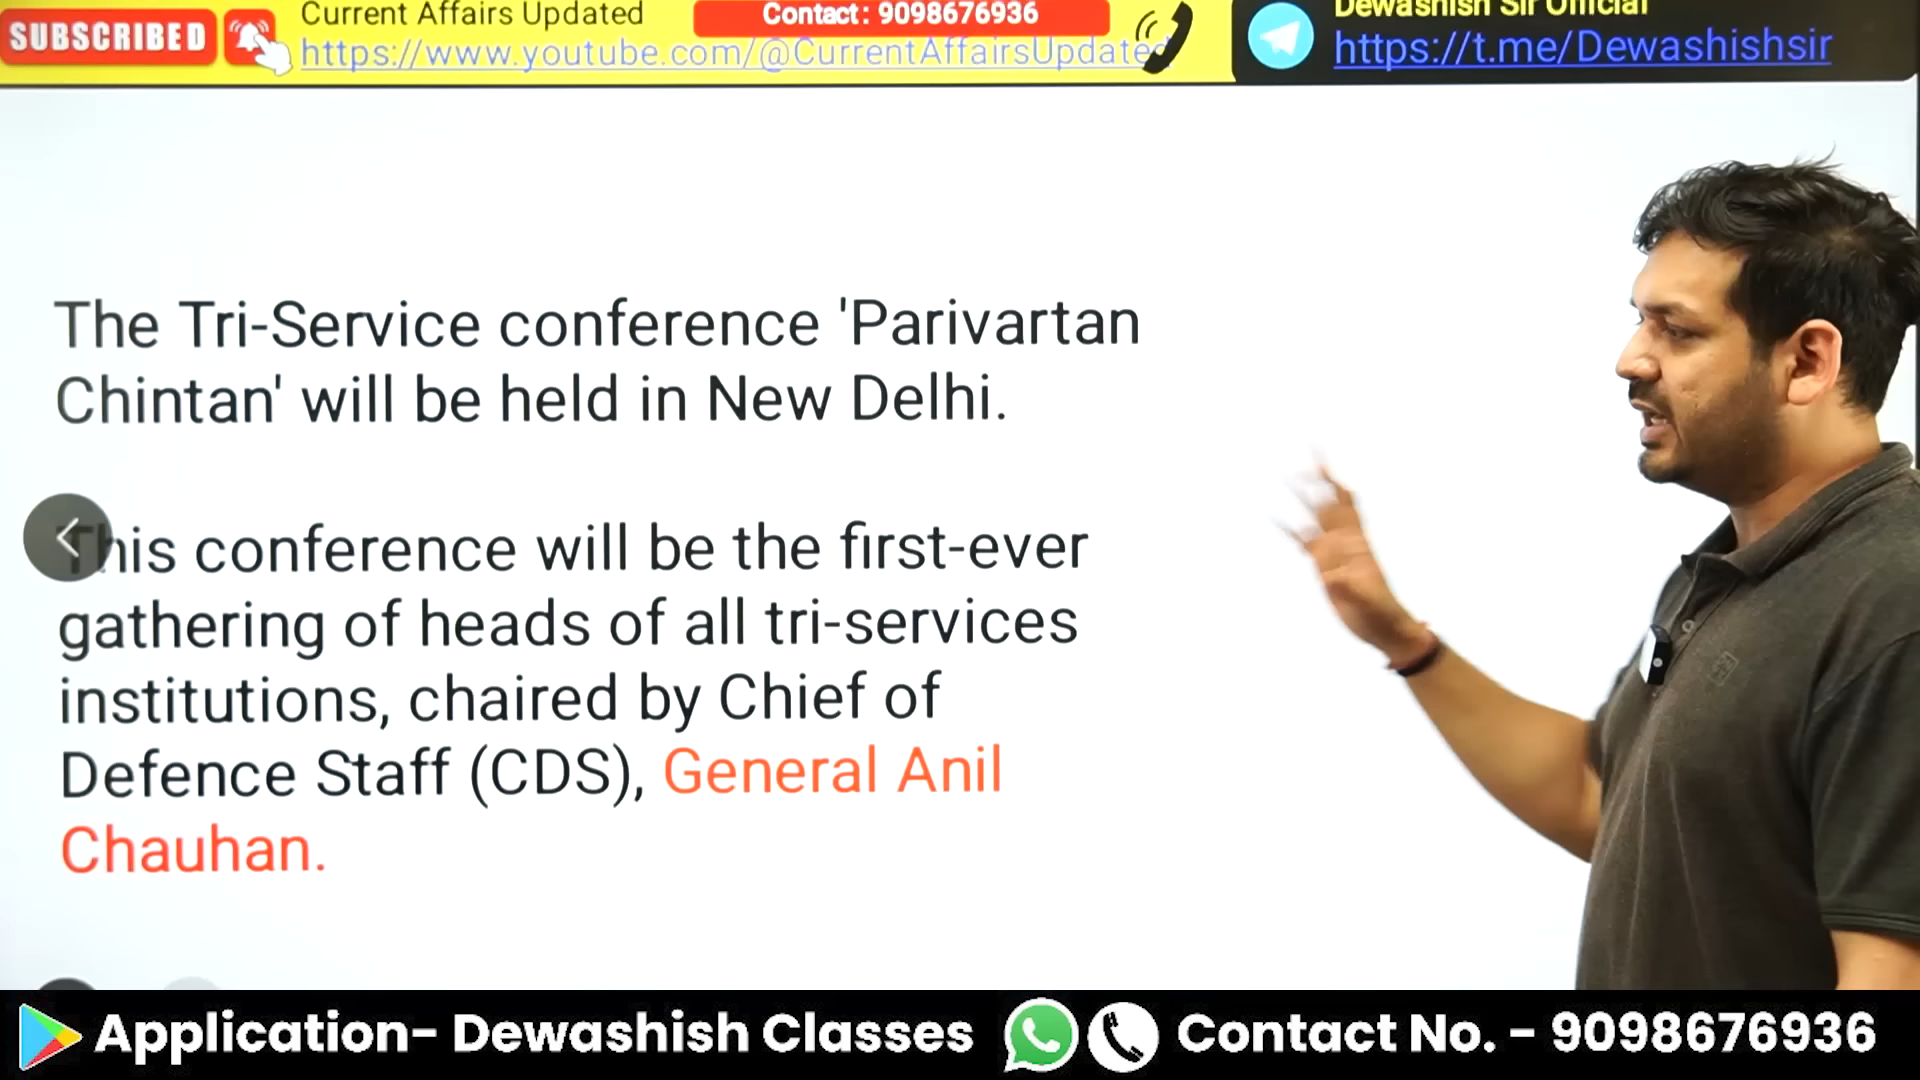 SUBSCRIBED
Current Affairs Updated
https://www.youtube.com/@CurrentAffairsUpdated
Contact: 9098676936
Dewashish Sir Official
https://t.me/Dewashishsir
The Tri-Service conference 'Parivartan
Chintan' will be held in New Delhi.
This conference will be the first-ever
gathering of heads of all tri-services
institutions, chaired by Chief of
Defence Staff (CDS), General Anil
Chauhan.
Application- Dewashish Classes
Contact No. - 9098676936